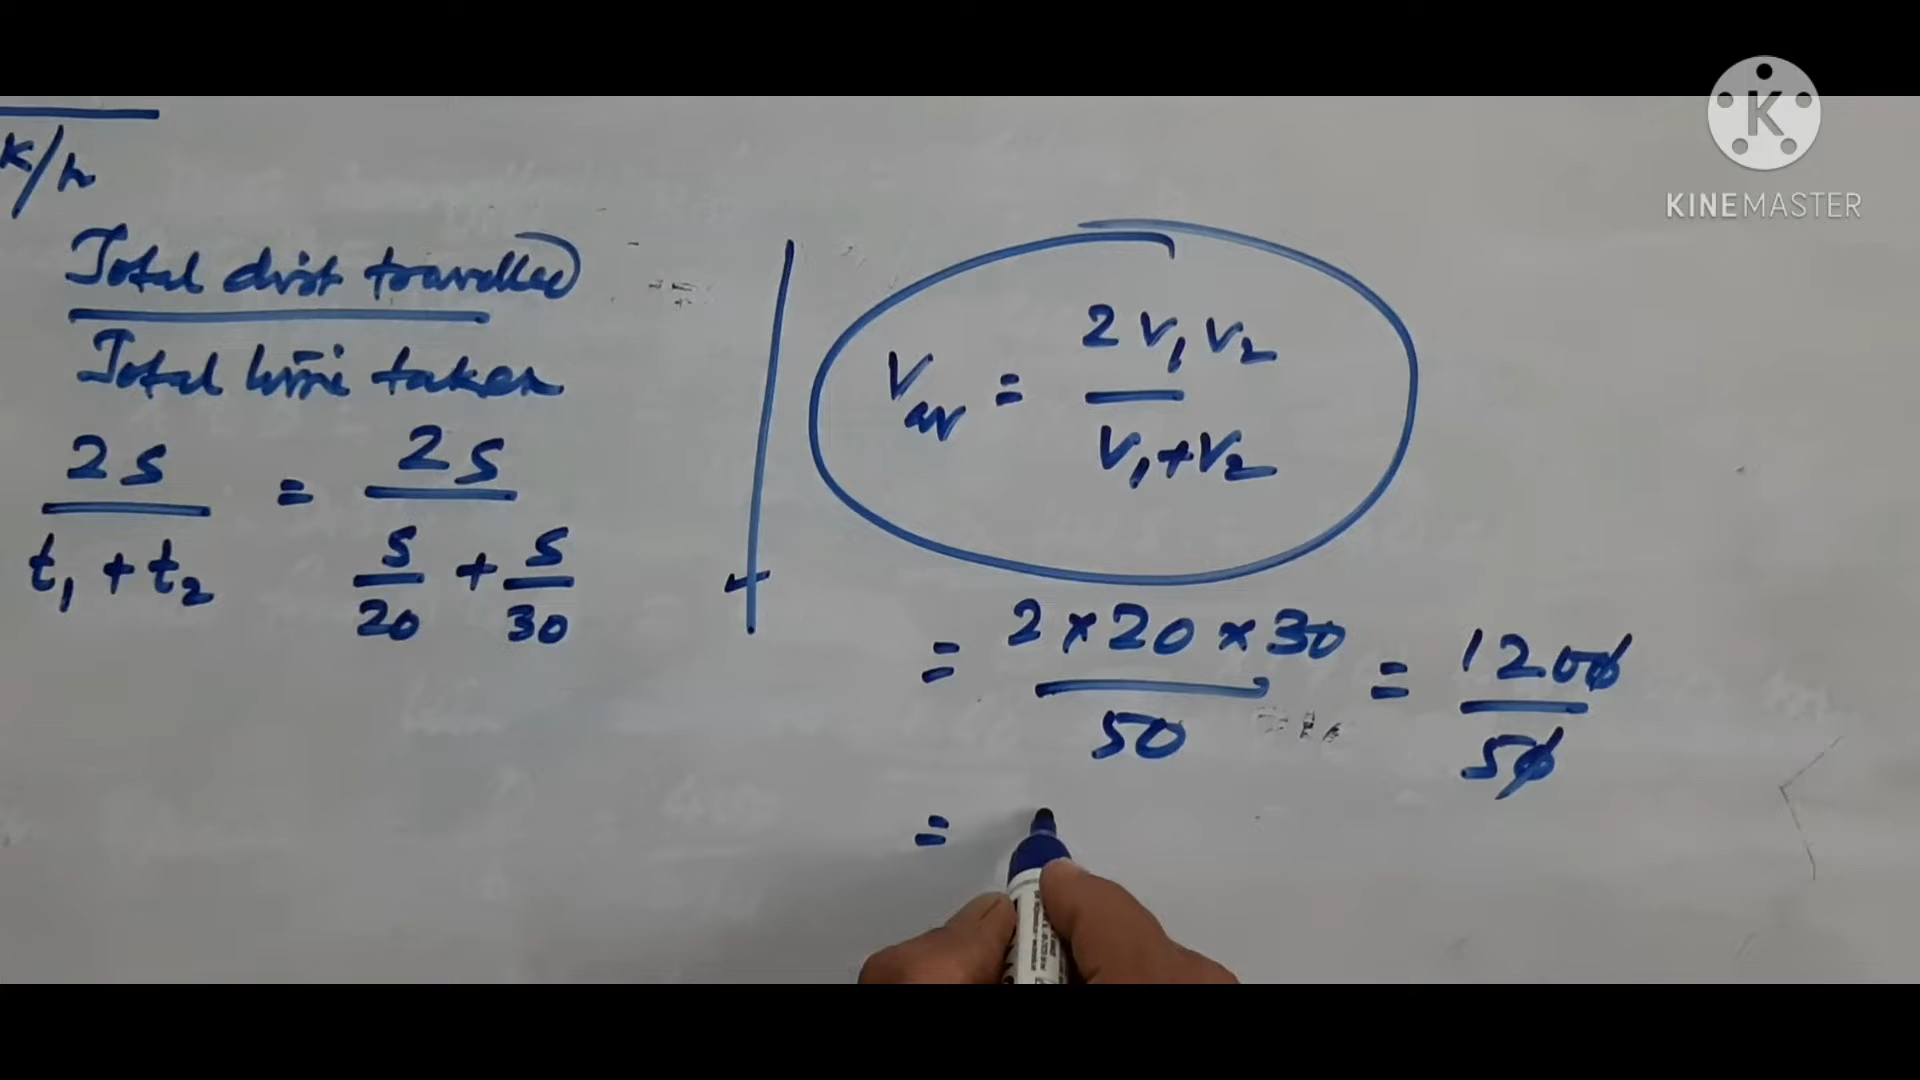 K/h
Total dist travelled
Total time taken
2s
t₁ + t₂
=
2s
s/20 + s/30
Vav = 2V₁V₂ / V₁+V₂
= 2×20×30 / 50 = 1200 / 50
=
K
KINEMASTER